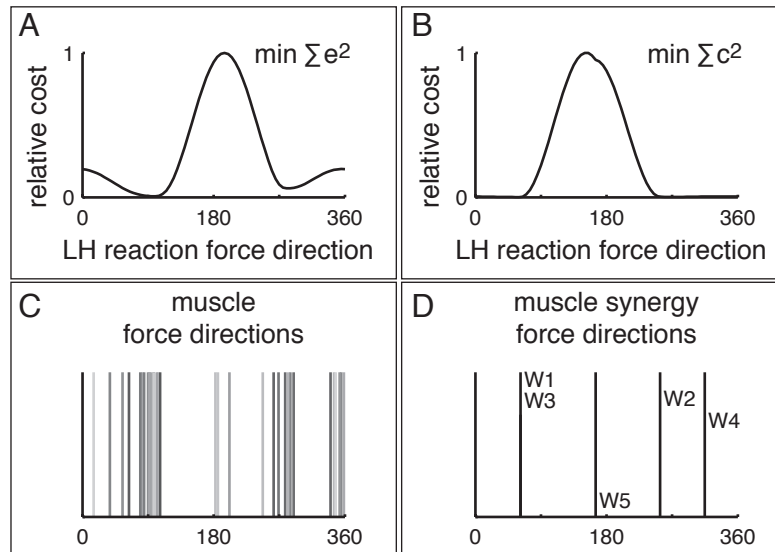 A
min ∑e²
relative cost
1
0
0
180
360
LH reaction force direction
B
min ∑c²
relative cost
1
0
0
180
360
LH reaction force direction
C
muscle
force directions
0
180
360
D
muscle synergy
force directions
W1
W3
W2
W4
W5
0
180
360